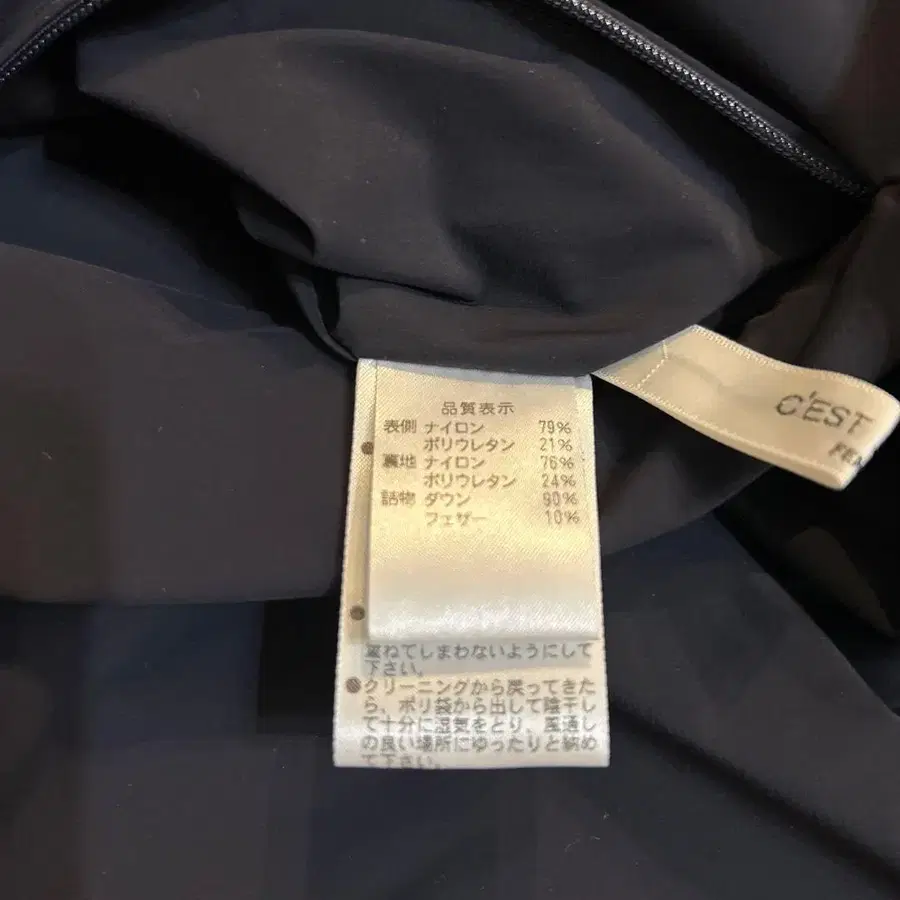 品質表示
表側 ナイロン 79%
ポリウレタン 21%
裏地 ナイロン 76%
ポリウレタン 24%
詰物 ダウン 90%
フェザー 10%
重ねてしまわないようにして
下さい。
●クリーニングから戻ってきた
ら、ポリ袋から出して陰干し
して十分に湿気をとり、風通し
の良い場所にゆったりと納め
て下さい。
C'EST